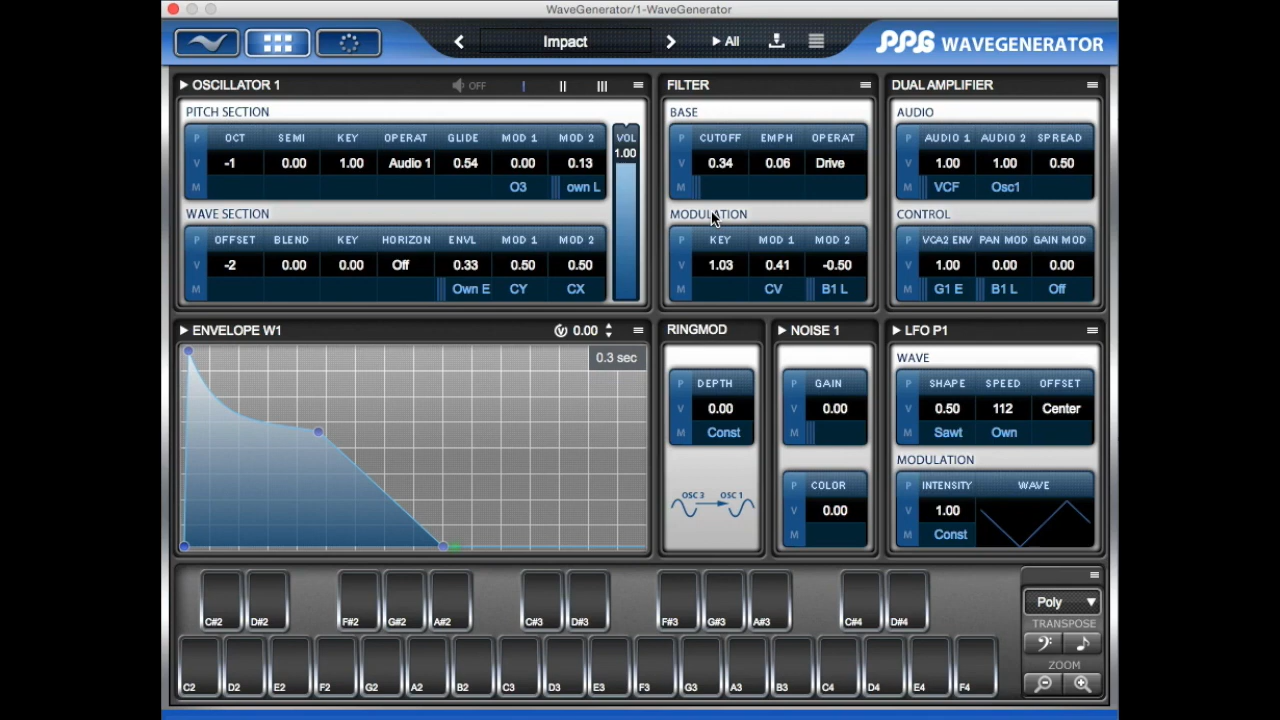 WaveGenerator/1-WaveGenerator
Impact
All
PPG WAVEGENERATOR
OSCILLATOR 1
OFF
I
II
III
PITCH SECTION
P OCT SEMI KEY OPERAT GLIDE MOD 1 MOD 2
V -1 0.00 1.00 Audio 1 0.54 0.00 0.13
M O3 own L
VOL
1.00
WAVE SECTION
P OFFSET BLEND KEY HORIZON ENVL MOD 1 MOD 2
V -2 0.00 0.00 Off 0.33 0.50 0.50
M Own E CY CX
FILTER
BASE
P CUTOFF EMPH OPERAT
V 0.34 0.06 Drive
M
MODULATION
P KEY MOD 1 MOD 2
V 1.03 0.41 -0.50
M CV B1 L
DUAL AMPLIFIER
AUDIO
P AUDIO 1 AUDIO 2 SPREAD
V 1.00 1.00 0.50
M VCF Osc1
CONTROL
P VCA2 ENV PAN MOD GAIN MOD
V 1.00 0.00 0.00
M G1 E B1 L Off
ENVELOPE W1
0.00
0.3 sec
RINGMOD
P DEPTH
V 0.00
M Const
OSC 3 OSC 1
NOISE 1
P GAIN
V 0.00
M
P COLOR
V 0.00
M
LFO P1
WAVE
P SHAPE SPEED OFFSET
V 0.50 112 Center
M Sawt Own
MODULATION
P INTENSITY WAVE
V 1.00
M Const
C#2 D#2 F#2 G#2 A#2 C#3 D#3 F#3 G#3 A#3 C#4 D#4
C2 D2 E2 F2 G2 A2 B2 C3 D3 E3 F3 G3 A3 B3 C4 D4 E4 F4
Poly
TRANSPOSE
ZOOM